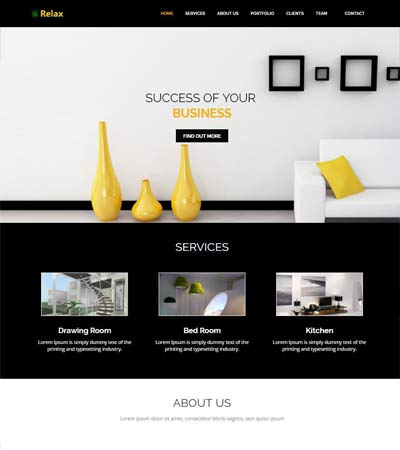 Relax
HOME SERVICES ABOUT US PORTFOLIO CLIENTS TEAM CONTACT
SUCCESS OF YOUR
BUSINESS
FIND OUT MORE
SERVICES
Drawing Room
Lorem Ipsum is simply dummy text of the
printing and typesetting industry.
Bed Room
Lorem Ipsum is simply dummy text of the
printing and typesetting industry.
Kitchen
Lorem Ipsum is simply dummy text of the
printing and typesetting industry.
ABOUT US
Lorem ipsum dolor sit amet, consectetur Morbi sagittis, sem quis ipsum